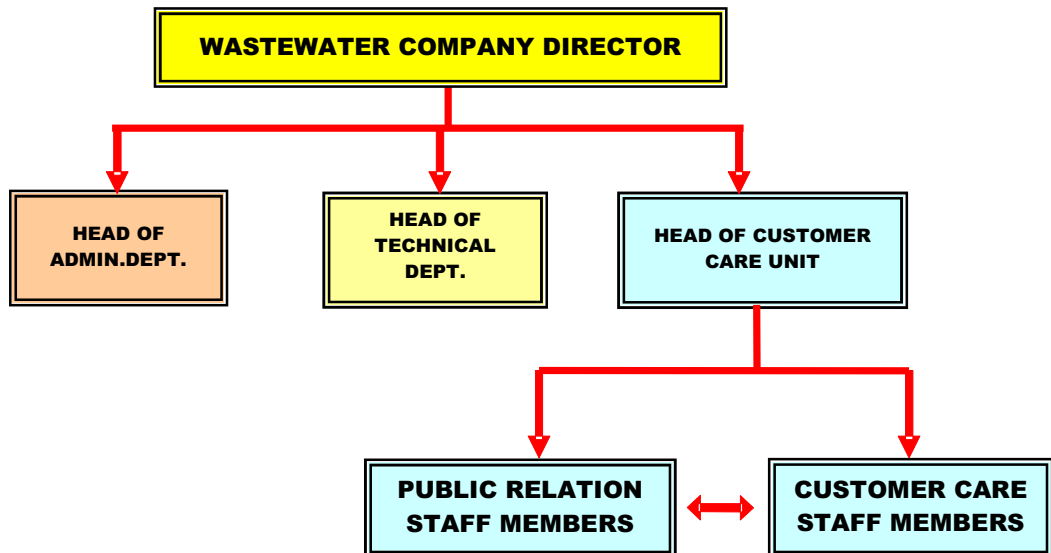 WASTEWATER COMPANY DIRECTOR
HEAD OF
ADMIN.DEPT.
HEAD OF
TECHNICAL
DEPT.
HEAD OF CUSTOMER
CARE UNIT
PUBLIC RELATION
STAFF MEMBERS
CUSTOMER CARE
STAFF MEMBERS